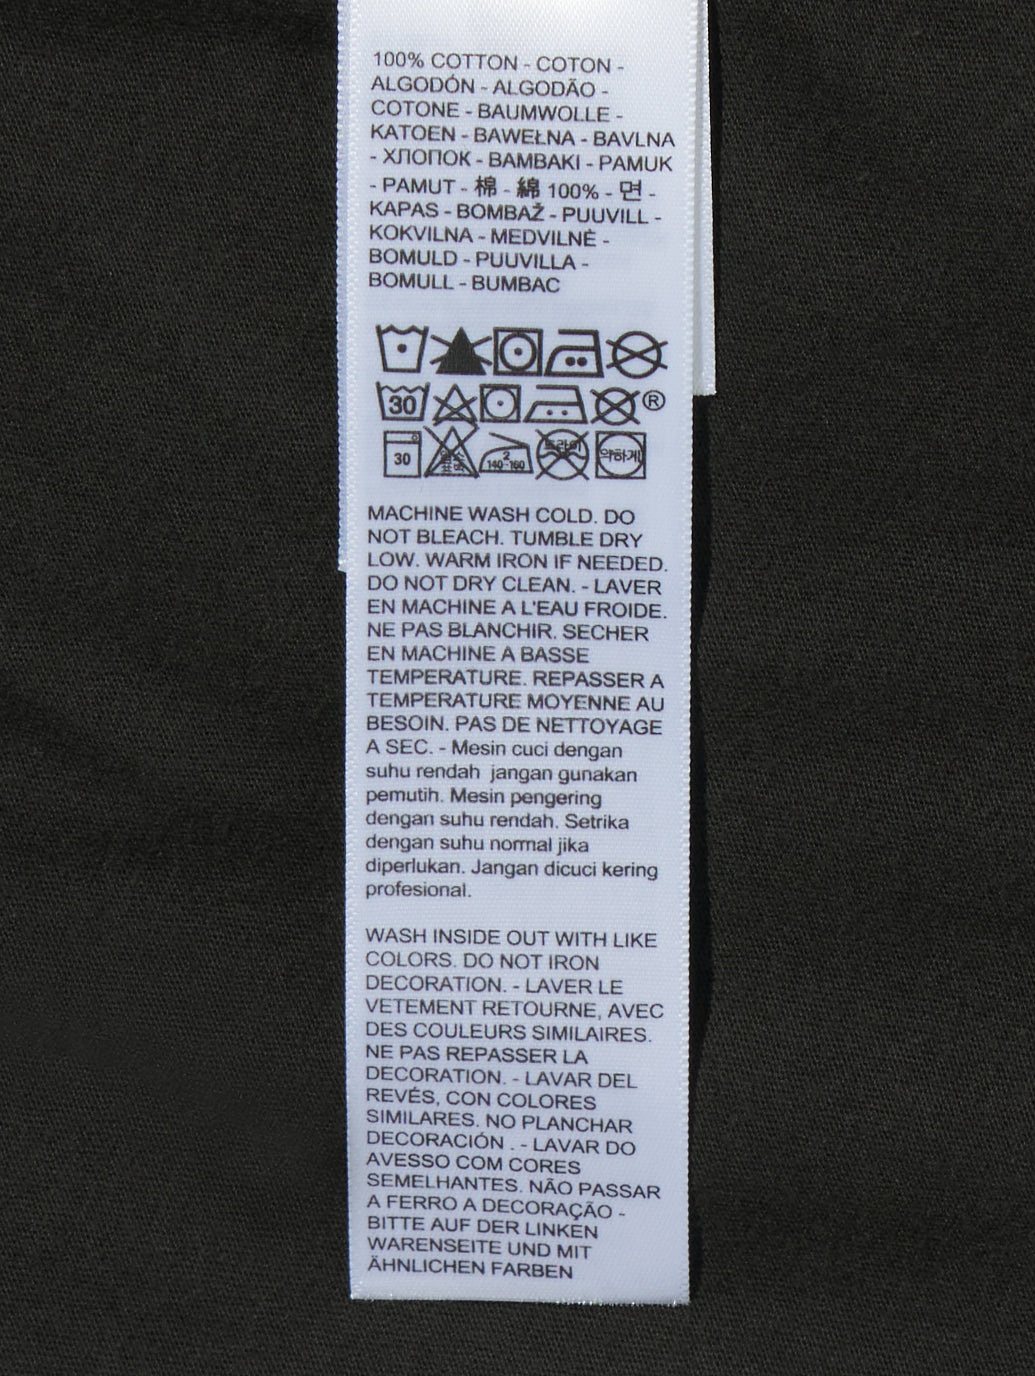 100% COTTON - COTON -
ALGODÓN - ALGODÃO -
COTONE - BAUMWOLLE -
KATOEN - BAWEŁNA - BAVLNA
- ХЛОПОК - BAMBAKI - PAMUK
- PAMUT - 棉 - 綿 100% - 면 -
KAPAS - BOMBAŽ - PUUVILL -
KOKVILNA - MEDVILNĖ -
BOMULD - PUUVILLA -
BOMULL - BUMBAC
30 ®
30 2 140-160 드라이 약하게
MACHINE WASH COLD. DO
NOT BLEACH. TUMBLE DRY
LOW. WARM IRON IF NEEDED.
DO NOT DRY CLEAN. - LAVER
EN MACHINE A L'EAU FROIDE.
NE PAS BLANCHIR. SECHER
EN MACHINE A BASSE
TEMPERATURE. REPASSER A
TEMPERATURE MOYENNE AU
BESOIN. PAS DE NETTOYAGE
A SEC. - Mesin cuci dengan
suhu rendah jangan gunakan
pemutih. Mesin pengering
dengan suhu rendah. Setrika
dengan suhu normal jika
diperlukan. Jangan dicuci kering
profesional.
WASH INSIDE OUT WITH LIKE
COLORS. DO NOT IRON
DECORATION. - LAVER LE
VETEMENT RETOURNE, AVEC
DES COULEURS SIMILAIRES.
NE PAS REPASSER LA
DECORATION. - LAVAR DEL
REVÉS, CON COLORES
SIMILARES. NO PLANCHAR
DECORACIÓN . - LAVAR DO
AVESSO COM CORES
SEMELHANTES. NÃO PASSAR
A FERRO A DECORAÇÃO -
BITTE AUF DER LINKEN
WARENSEITE UND MIT
ÄHNLICHEN FARBEN